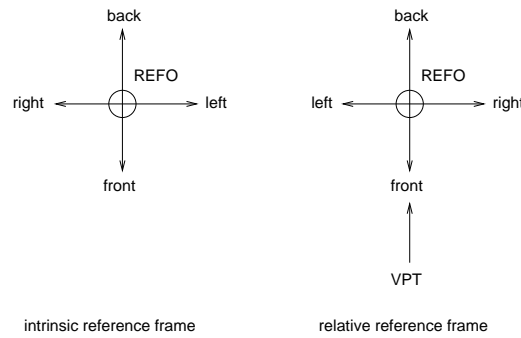 back
back
REFO
REFO
right
left
left
right
front
front
VPT
intrinsic reference frame
relative reference frame